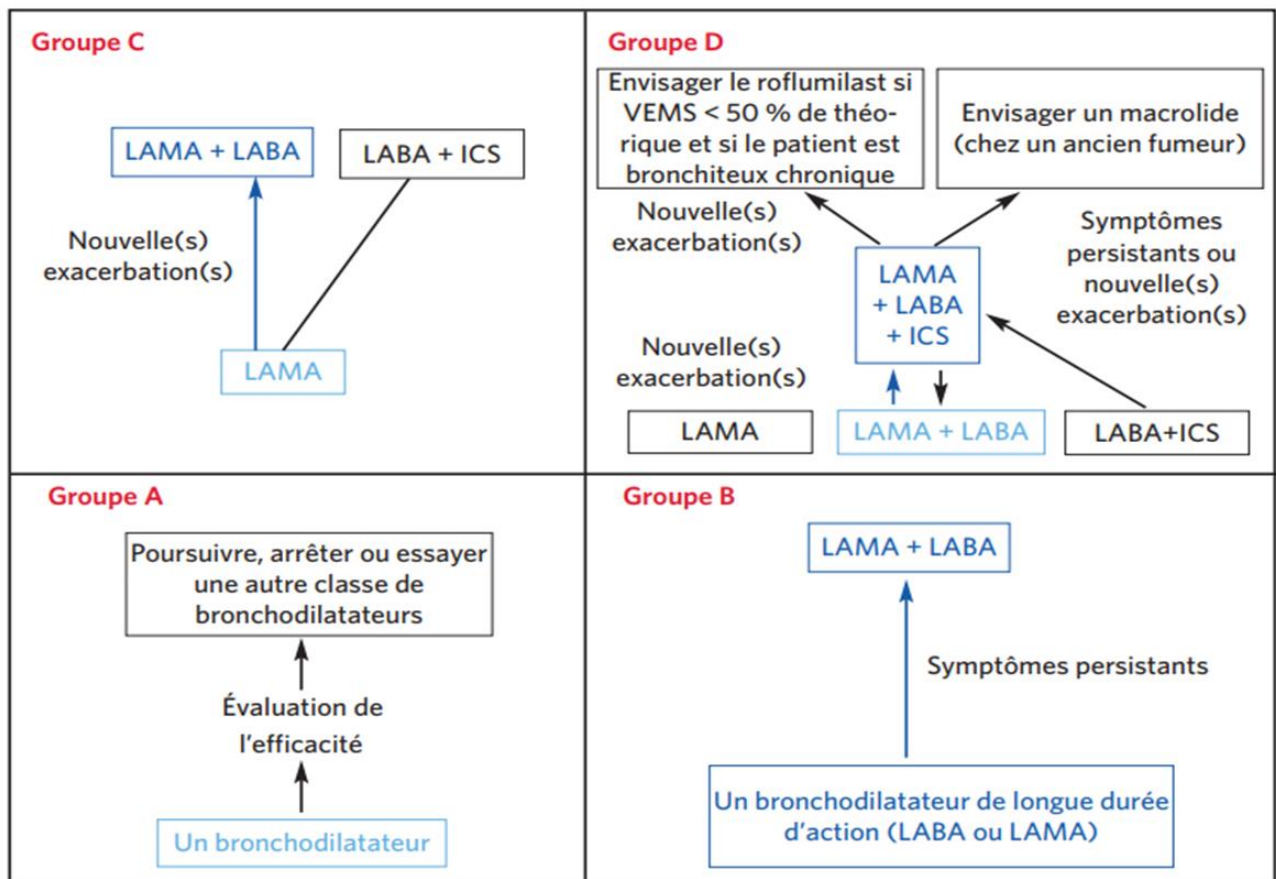 Groupe C
LAMA + LABA
LABA + ICS
Nouvelle(s)
exacerbation(s)
LAMA
Groupe D
Envisager le roflumilast si
VEMS < 50 % de théo-
rique et si le patient est
bronchiteux chronique
Envisager un macrolide
(chez un ancien fumeur)
Nouvelle(s)
exacerbation(s)
Symptômes
persistants ou
nouvelle(s)
exacerbation(s)
LAMA
+ LABA
+ ICS
Nouvelle(s)
exacerbation(s)
LAMA
LAMA + LABA
LABA+ICS
Groupe A
Poursuivre, arrêter ou essayer
une autre classe de
bronchodilatateurs
Évaluation de
l'efficacité
Un bronchodilatateur
Groupe B
LAMA + LABA
Symptômes persistants
Un bronchodilatateur de longue durée
d'action (LABA ou LAMA)